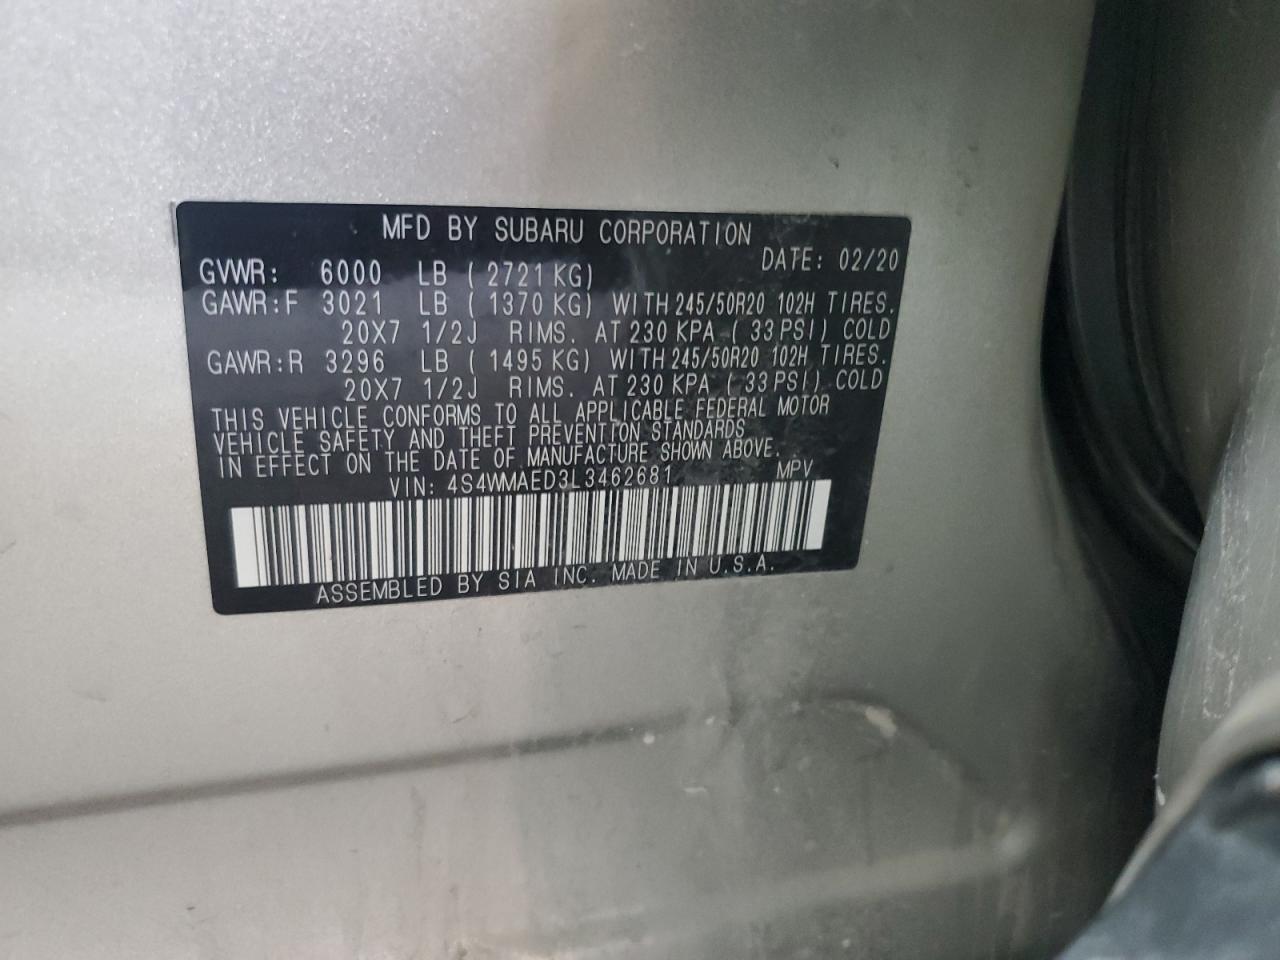 MFD BY SUBARU CORPORATION
DATE: 02/20
GVWR: 6000 LB ( 2721 KG)
GAWR:F 3021 LB ( 1370 KG) WITH 245/50R20 102H TIRES.
20X7 1/2J RIMS. AT 230 KPA ( 33 PSI) COLD
GAWR:R 3296 LB ( 1495 KG) WITH 245/50R20 102H TIRES.
20X7 1/2J RIMS. AT 230 KPA ( 33 PSI) COLD
THIS VEHICLE CONFORMS TO ALL APPLICABLE FEDERAL MOTOR
VEHICLE SAFETY AND THEFT PREVENTION STANDARDS
IN EFFECT ON THE DATE OF MANUFACTURE SHOWN ABOVE.
VIN: 4S4WMAED3L3462681 MPV
ASSEMBLED BY SIA INC. MADE IN U.S.A.